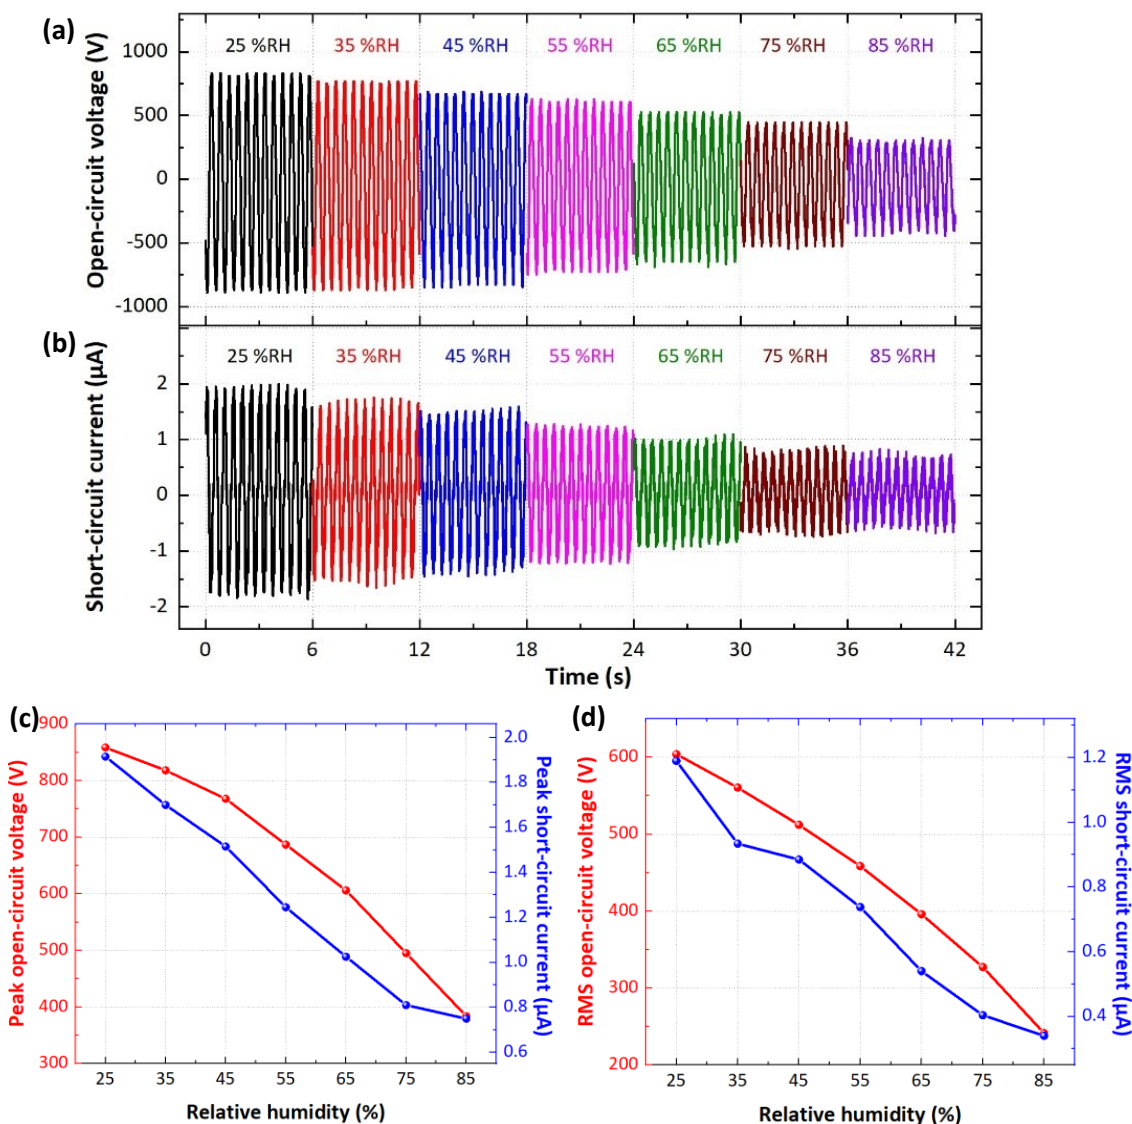 (a)
Open-circuit voltage (V)
1000
500
0
-500
-1000
25 %RH 35 %RH 45 %RH 55 %RH 65 %RH 75 %RH 85 %RH
(b)
Short-circuit current (µA)
2
1
0
-1
-2
25 %RH 35 %RH 45 %RH 55 %RH 65 %RH 75 %RH 85 %RH
0 6 12 18 24 30 36 42
Time (s)
(c)
Peak open-circuit voltage (V)
900
800
700
600
500
400
300
2.0
1.8
1.6
1.4
1.2
1.0
0.8
0.6
Peak short-circuit current (µA)
25 35 45 55 65 75 85
Relative humidity (%)
(d)
RMS open-circuit voltage (V)
600
500
400
300
200
1.2
1.0
0.8
0.6
0.4
RMS short-circuit current (µA)
25 35 45 55 65 75 85
Relative humidity (%)